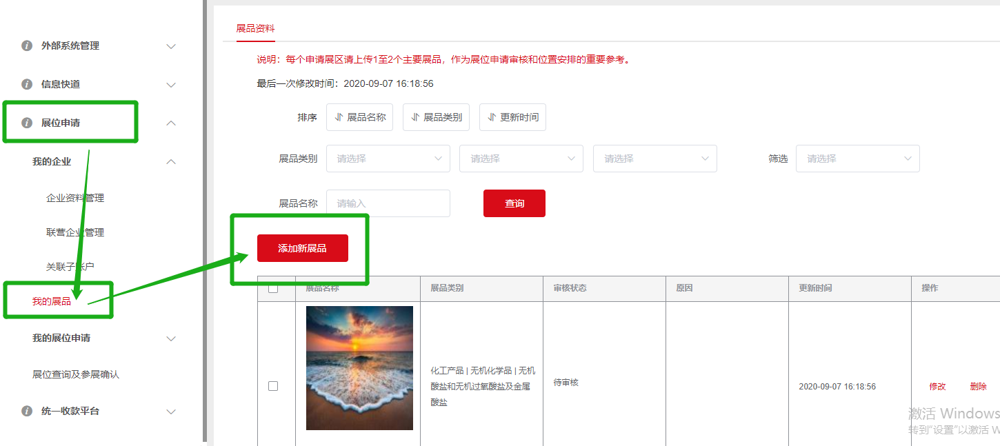 外部系统管理
信息快道
展位申请
我的企业
企业资料管理
联营企业管理
关联子账户
我的展品
我的展位申请
展位查询及参展确认
统一收款平台
展品资料
说明：每个申请展区请上传1至2个主要展品，作为展位申请审核和位置安排的重要参考。
最后一次修改时间：2020-09-07 16:18:56
排序 展品名称 展品类别 更新时间
展品类别 请选择 请选择 请选择 筛选 请选择
展品名称 请输入 查询
添加新展品
展品名称 展品类别 审核状态 原因 更新时间 操作
化工产品 | 无机化学品 | 无机
酸盐和无机过氧酸盐及金属
酸盐
待审核
2020-09-07 16:18:56
修改 删除
激活 Windows
转到"设置"以激活 W